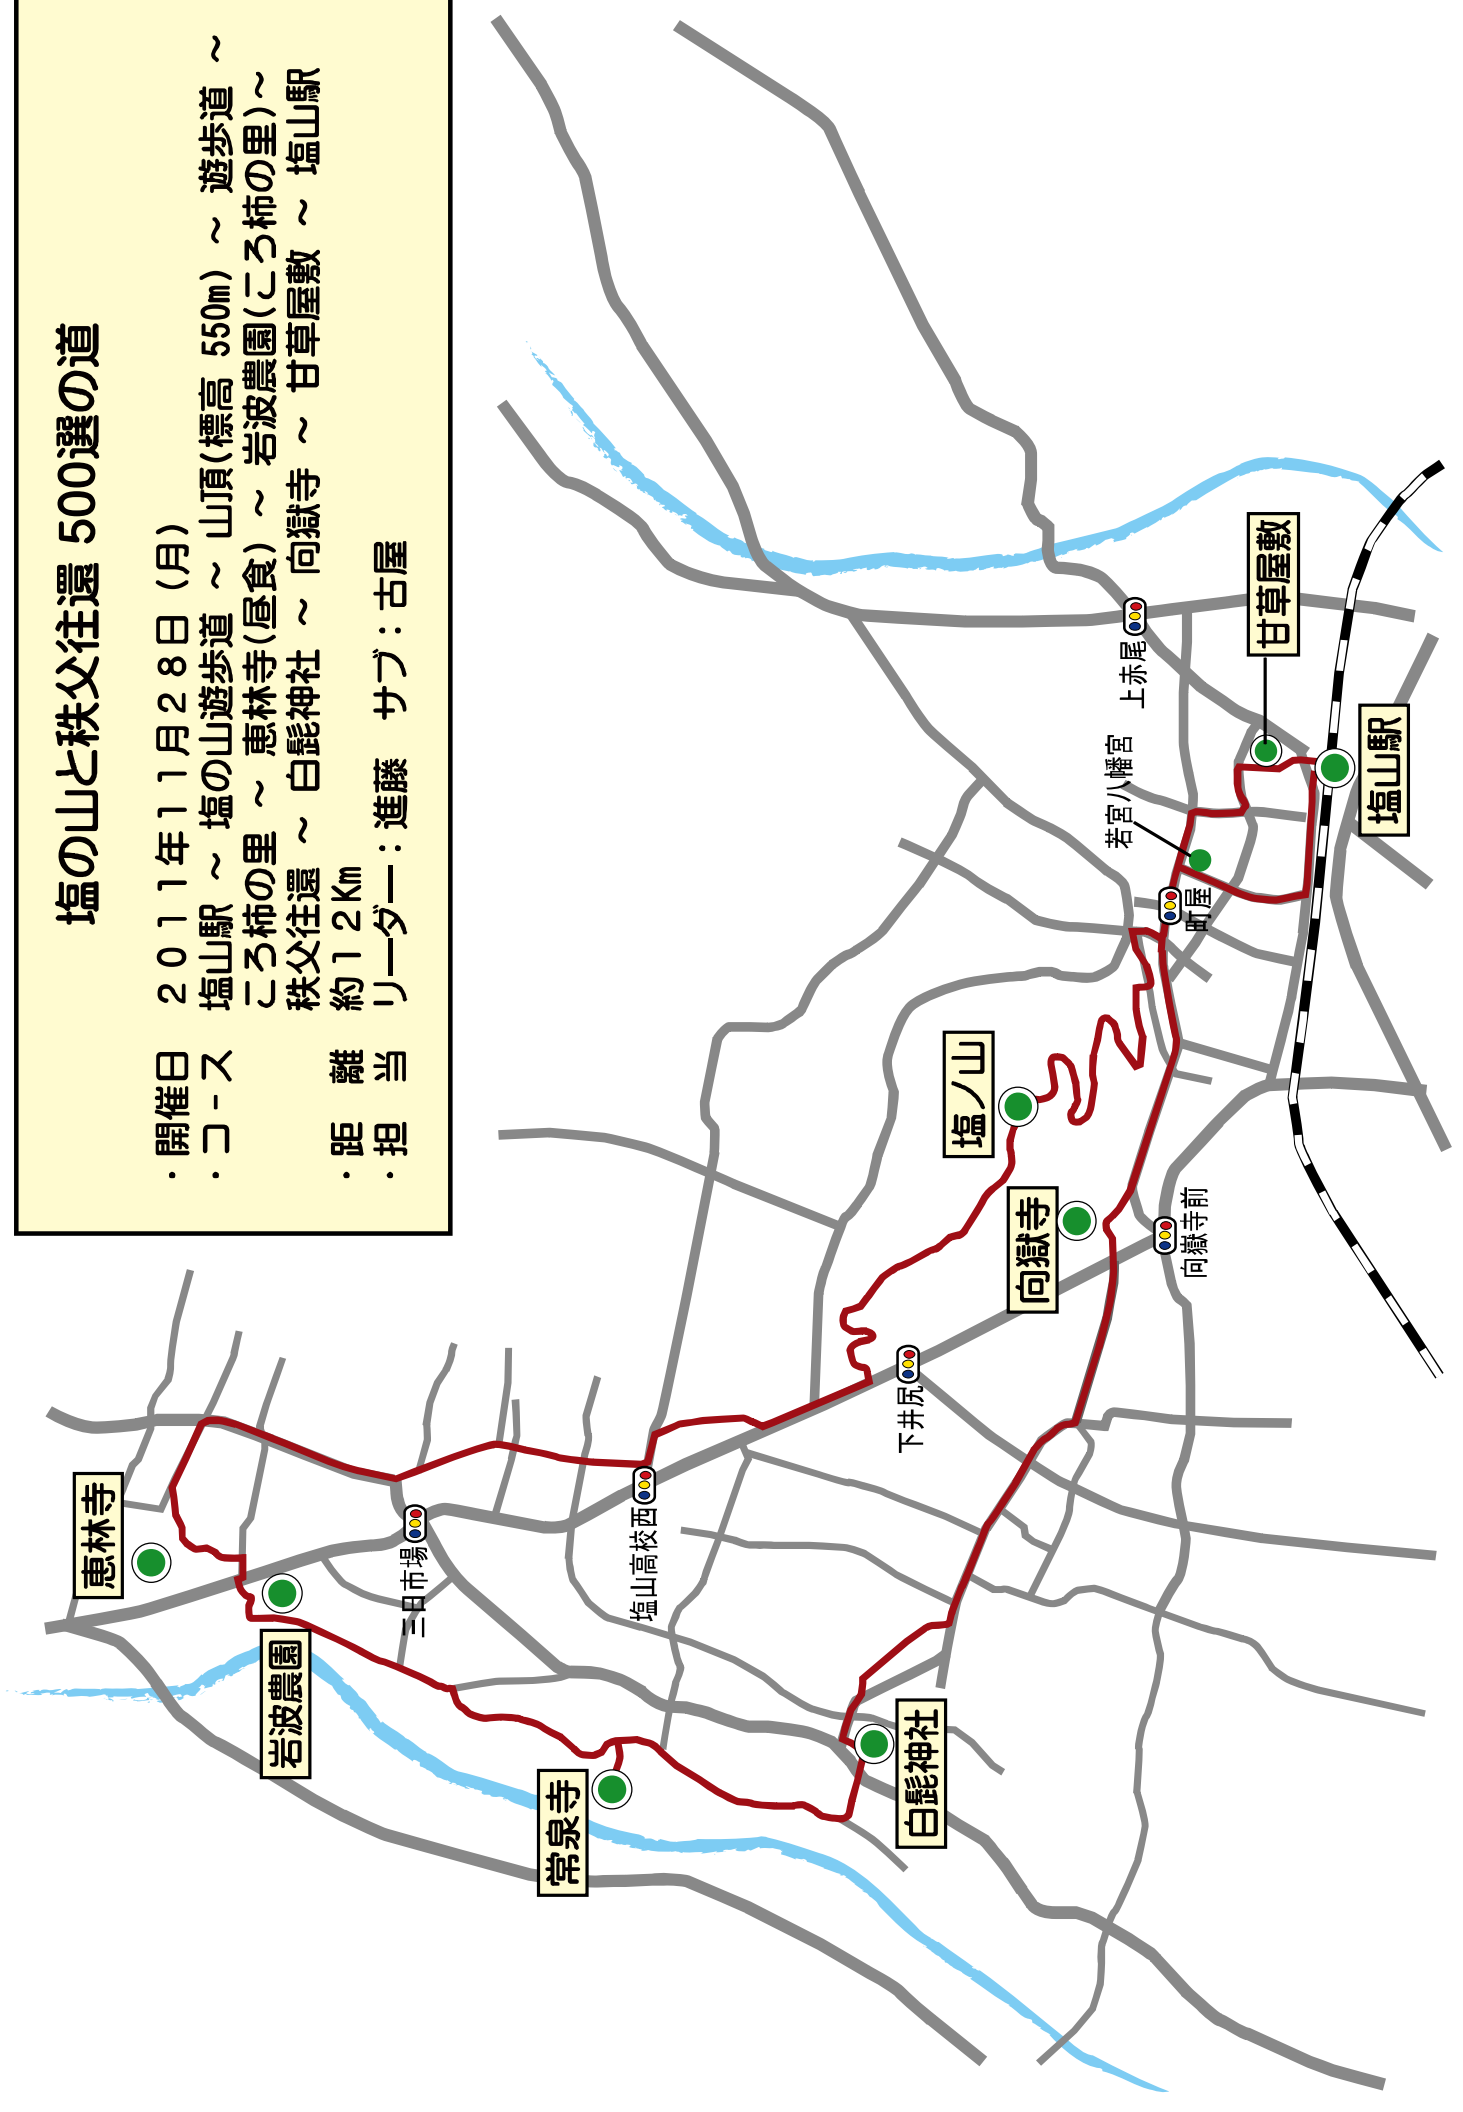 塩の山と秩父往還 500選の道
・開催日 ２０１１年１１月２８日（月）
・コ－ス 塩山駅 ～ 塩の山遊歩道 ～ 山頂(標高 550m) ～ 遊歩道 ～
ころ柿の里 ～ 恵林寺(昼食) ～ 岩波農園(ころ柿の里)～
秩父往還 ～ 白髭神社 ～ 向獄寺 ～ 甘草屋敷 ～ 塩山駅
・距　離 約１２Km
・担　当 リーダー：進藤　サブ：古屋
恵林寺
岩波農園
三日市場
常泉寺
塩山高校西
白髭神社
下井尻
塩ノ山
向獄寺
向嶽寺前
若宮八幡宮
上赤尾
町屋
甘草屋敷
塩山駅